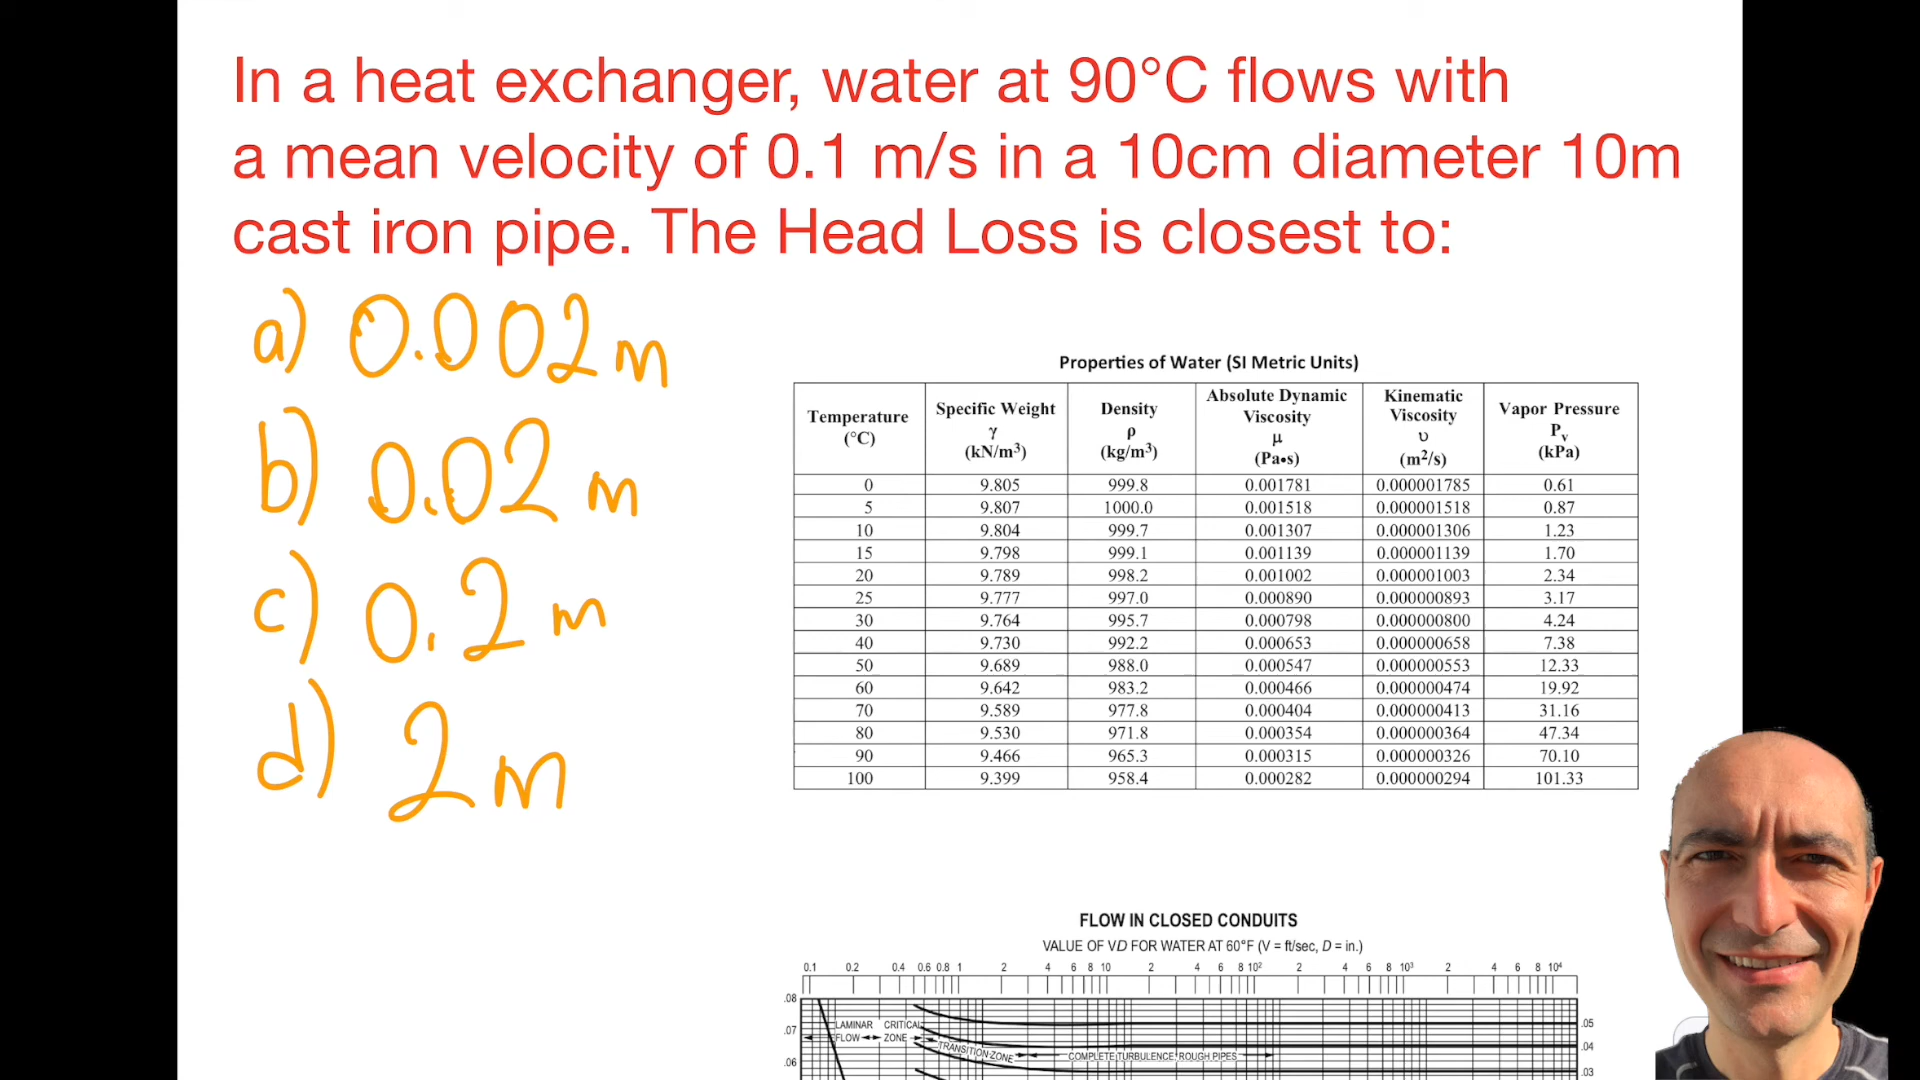 In a heat exchanger, water at 90°C flows with
a mean velocity of 0.1 m/s in a 10cm diameter 10m
cast iron pipe. The Head Loss is closest to:
a) 0.002 m
b) 0.02 m
c) 0.2 m
d) 2 m
Properties of Water (SI Metric Units)
Temperature (°C) Specific Weight γ (kN/m³) Density ρ (kg/m³) Absolute Dynamic Viscosity μ (Pa•s) Kinematic Viscosity υ (m²/s) Vapor Pressure Pv (kPa)
0 9.805 999.8 0.001781 0.000001785 0.61
5 9.807 1000.0 0.001518 0.000001518 0.87
10 9.804 999.7 0.001307 0.000001306 1.23
15 9.798 999.1 0.001139 0.000001139 1.70
20 9.789 998.2 0.001002 0.000001003 2.34
25 9.777 997.0 0.000890 0.000000893 3.17
30 9.764 995.7 0.000798 0.000000800 4.24
40 9.730 992.2 0.000653 0.000000658 7.38
50 9.689 988.0 0.000547 0.000000553 12.33
60 9.642 983.2 0.000466 0.000000474 19.92
70 9.589 977.8 0.000404 0.000000413 31.16
80 9.530 971.8 0.000354 0.000000364 47.34
90 9.466 965.3 0.000315 0.000000326 70.10
100 9.399 958.4 0.000282 0.000000294 101.33
FLOW IN CLOSED CONDUITS
VALUE OF VD FOR WATER AT 60°F (V = ft/sec, D = in.)
0.1 0.2 0.4 0.6 0.8 1 2 4 6 8 10 2 4 6 8 10² 2 4 6 8 10³ 2 4 6 8 10⁴
.08
LAMINAR CRITICAL .05
.07 FLOW ZONE
TRANSITION ZONE COMPLETE TURBULENCE, ROUGH PIPES .04
.06 .03